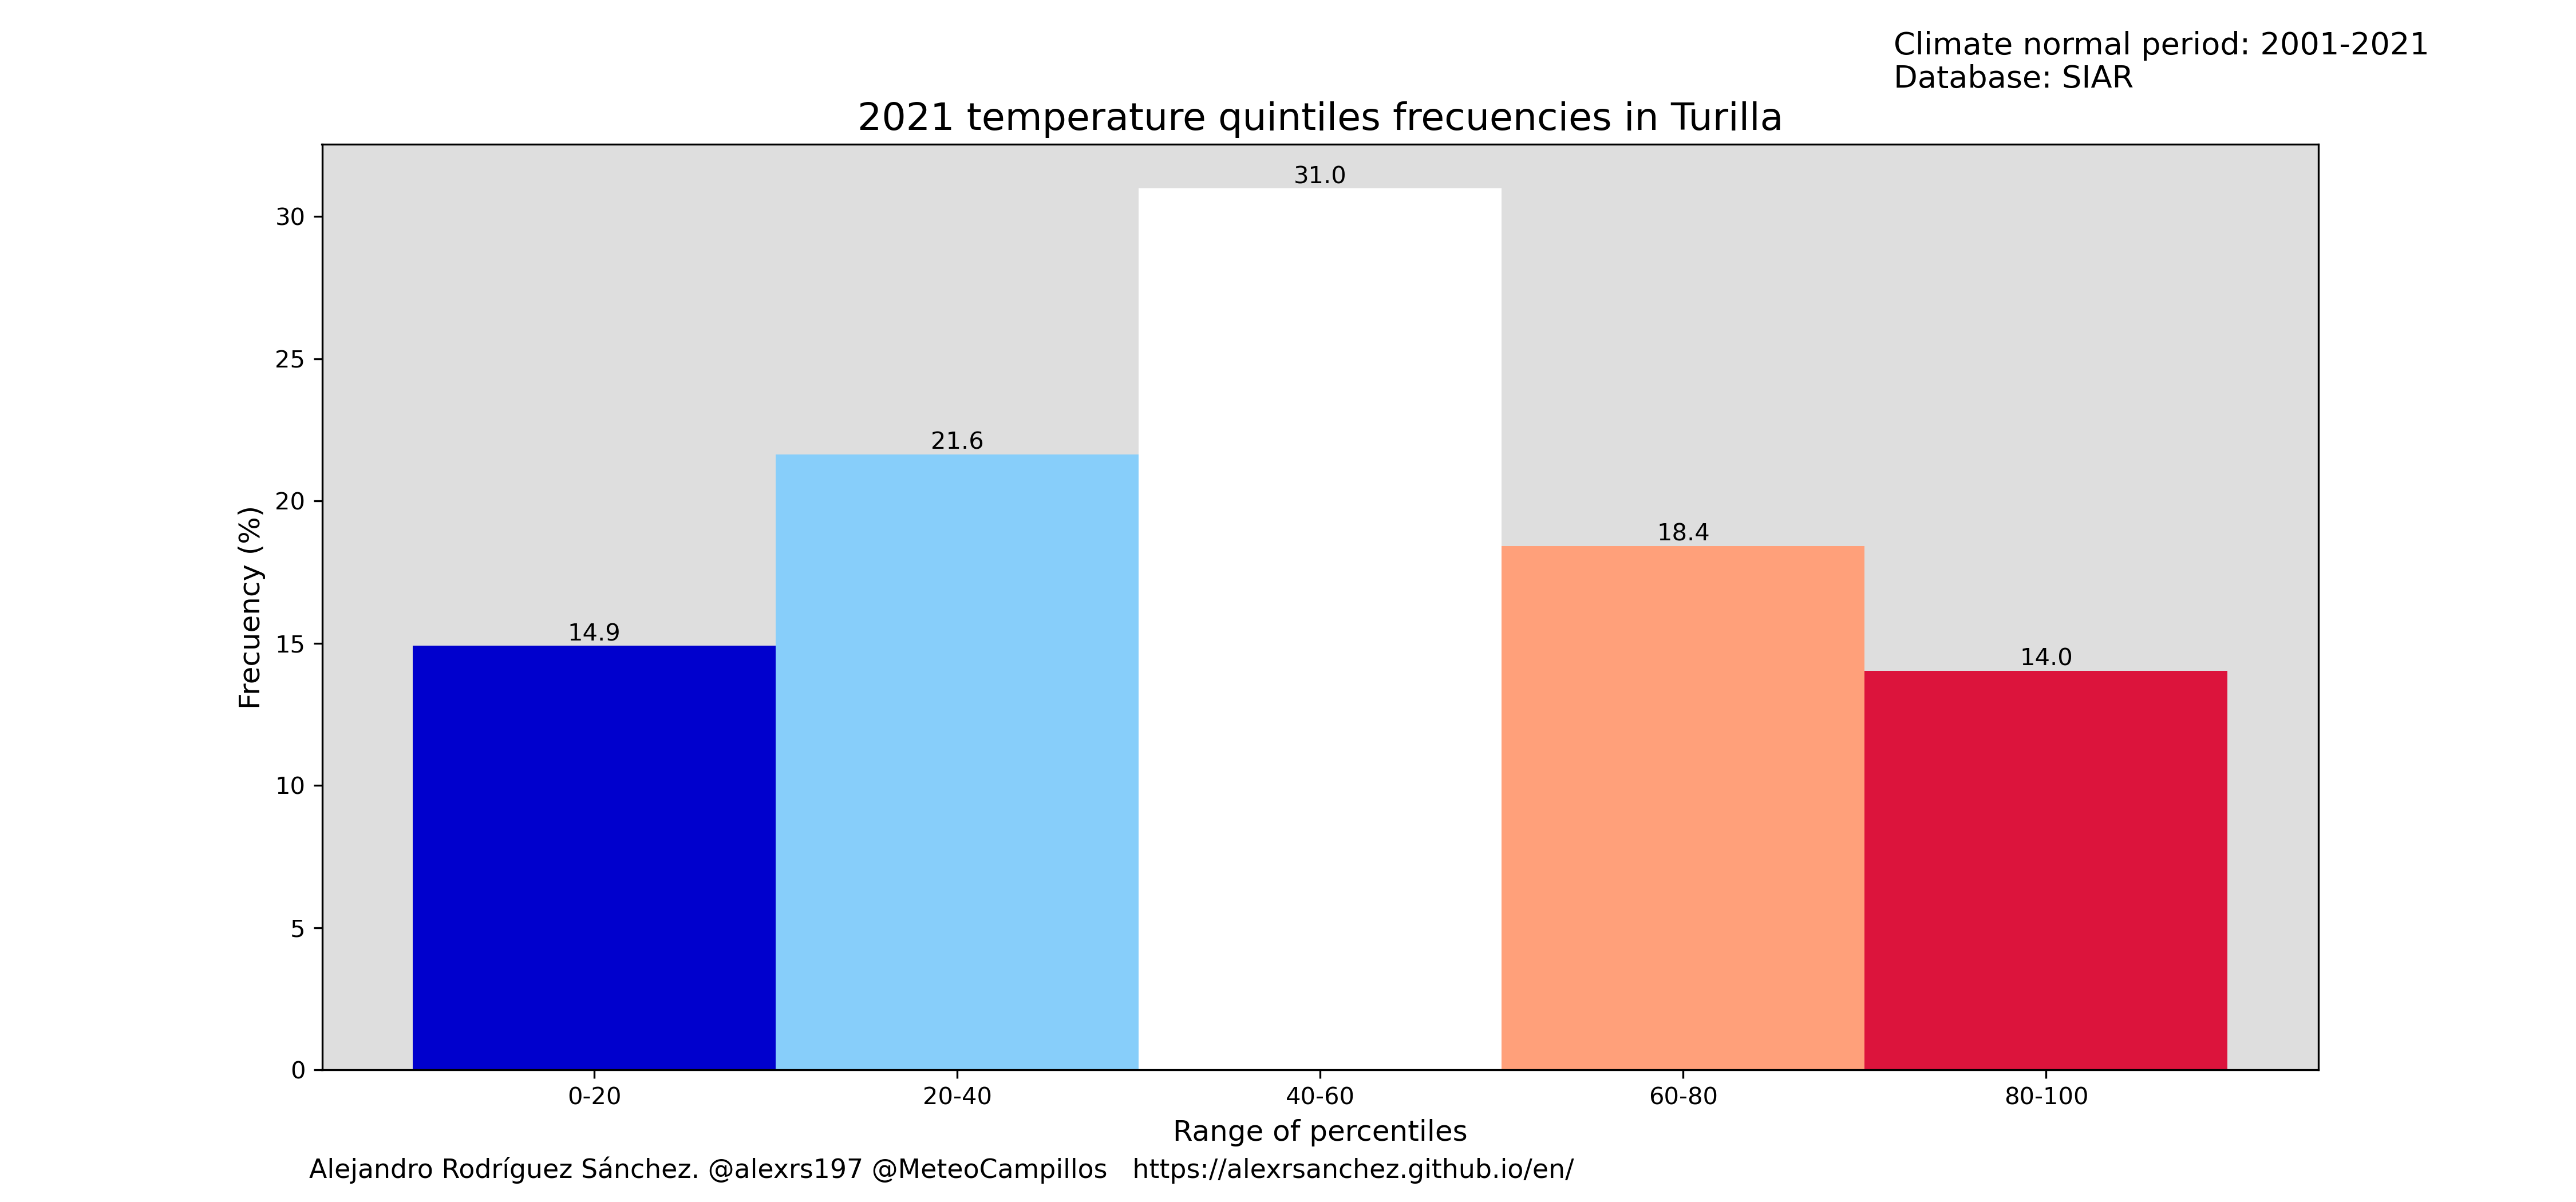 Climate normal period: 2001-2021
Database: SIAR
2021 temperature quintiles frecuencies in Turilla
Frecuency (%)
30
25
20
15
10
5
0
14.9
21.6
31.0
18.4
14.0
0-20
20-40
40-60
60-80
80-100
Range of percentiles
Alejandro Rodríguez Sánchez. @alexrs197 @MeteoCampillos https://alexrsanchez.github.io/en/